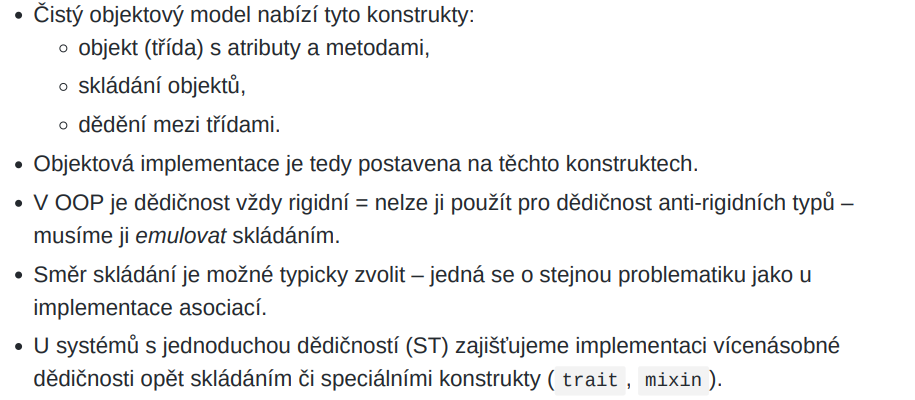 • Čistý objektový model nabízí tyto konstrukty:
◦ objekt (třída) s atributy a metodami,
◦ skládání objektů,
◦ dědění mezi třídami.
• Objektová implementace je tedy postavena na těchto konstruktech.
• V OOP je dědičnost vždy rigidní = nelze ji použít pro dědičnost anti-rigidních typů –
musíme ji emulovat skládáním.
• Směr skládání je možné typicky zvolit – jedná se o stejnou problematiku jako u
implementace asociací.
• U systémů s jednoduchou dědičností (ST) zajišťujeme implementaci vícenásobné
dědičnosti opět skládáním či speciálními konstrukty ( trait , mixin ).